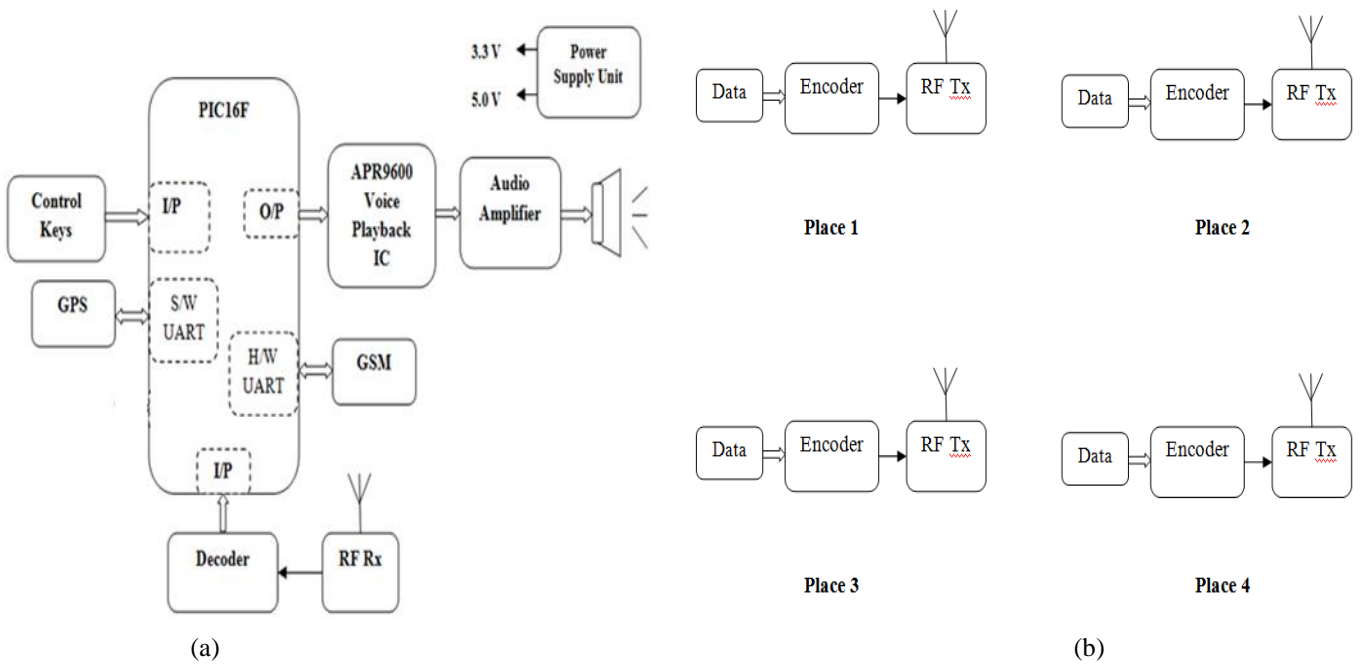 3.3 V
5.0 V
Power
Supply Unit
PIC16F
Control
Keys
I/P
O/P
APR9600
Voice
Playback
IC
Audio
Amplifier
GPS
S/W
UART
H/W
UART
GSM
I/P
Decoder
RF Rx
(a)
Data
Encoder
RF Tx
Place 1
Data
Encoder
RF Tx
Place 2
Data
Encoder
RF Tx
Place 3
Data
Encoder
RF Tx
Place 4
(b)